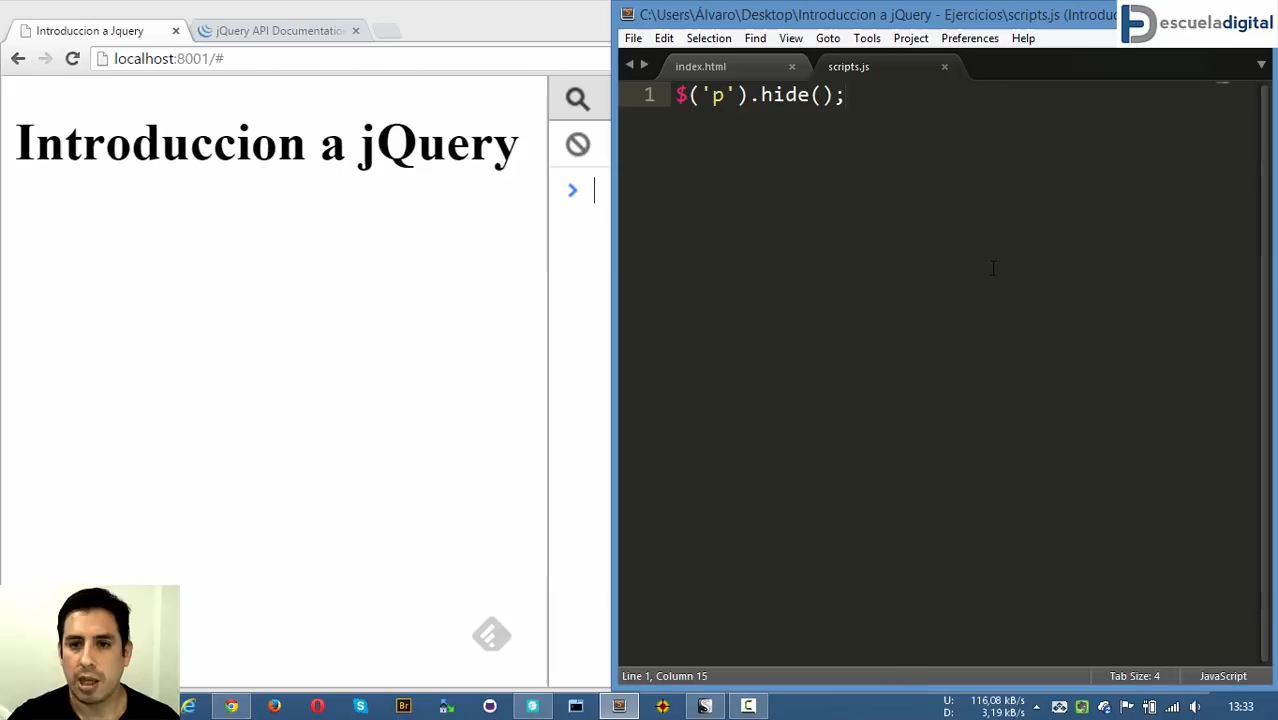 Introduccion a Jquery
jQuery API Documentatio
localhost:8001/#
Introduccion a jQuery
C:\Users\Álvaro\Desktop\Introduccion a jQuery - Ejercicios\scripts.js (Introduc
escueladigital
File Edit Selection Find View Goto Tools Project Preferences Help
index.html
scripts.js
1 $('p').hide();
Line 1, Column 15
Tab Size: 4
JavaScript
Br
U: 116,08 kB/s
D: 3,19 kB/s
13:33